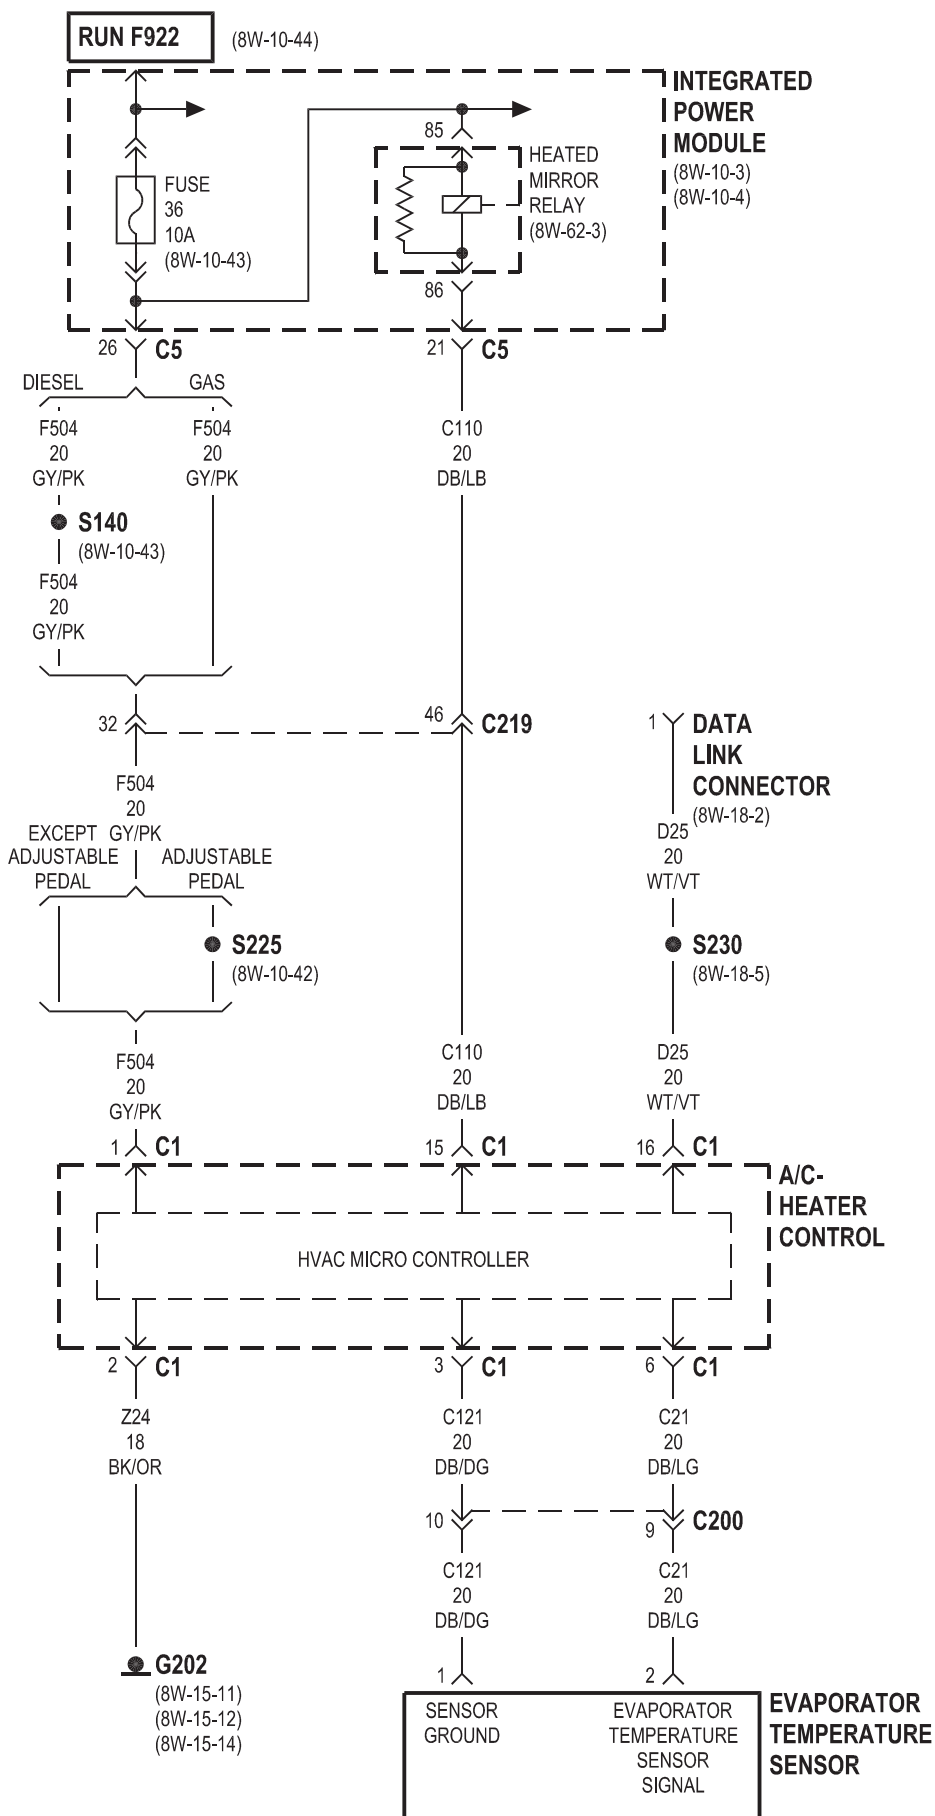 RUN F922
(8W-10-44)
INTEGRATED
POWER
MODULE
(8W-10-3)
(8W-10-4)
85
HEATED
MIRROR
RELAY
(8W-62-3)
FUSE
36
10A
(8W-10-43)
86
26
C5
21
C5
DIESEL
GAS
F504
20
GY/PK
F504
20
GY/PK
C110
20
DB/LB
S140
(8W-10-43)
F504
20
GY/PK
32
46
C219
1
DATA
LINK
CONNECTOR
(8W-18-2)
F504
20
GY/PK
D25
20
WT/VT
EXCEPT
ADJUSTABLE
PEDAL
ADJUSTABLE
PEDAL
S225
(8W-10-42)
S230
(8W-18-5)
F504
20
GY/PK
C110
20
DB/LB
D25
20
WT/VT
1
C1
15
C1
16
C1
A/C-
HEATER
CONTROL
HVAC MICRO CONTROLLER
2
C1
3
C1
6
C1
Z24
18
BK/OR
C121
20
DB/DG
C21
20
DB/LG
10
9
C200
C121
20
DB/DG
C21
20
DB/LG
G202
(8W-15-11)
(8W-15-12)
(8W-15-14)
1
2
SENSOR
GROUND
EVAPORATOR
TEMPERATURE
SENSOR
SIGNAL
EVAPORATOR
TEMPERATURE
SENSOR